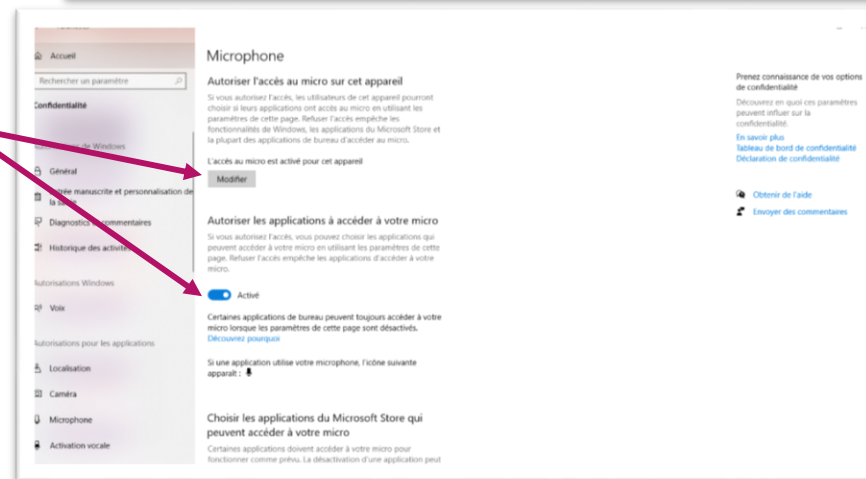 Accueil
Rechercher un paramètre
Confidentialité
de Windows
Général
manuscrite et personnalisation de
la
Diagnostics et commentaires
Historique des
Autorisations Windows
Voix
Autorisations pour les applications
Localisation
Caméra
Microphone
Activation vocale
Microphone
Autoriser l'accès au micro sur cet appareil
Si vous autorisez l'accès, les utilisateurs de cet appareil pourront
choisir si leurs applications ont accès au micro en utilisant les
paramètres de cette page. Refuser l'accès empêche les
fonctionnalités de Windows, les applications du Microsoft Store et
la plupart des applications de bureau d'accéder au micro.
L'accès au micro est activé pour cet appareil
Modifier
Autoriser les applications à accéder à votre micro
Si vous autorisez l'accès, vous pouvez choisir les applications qui
peuvent accéder à votre micro en utilisant les paramètres de cette
page. Refuser l'accès empêche les applications d'accéder à votre
micro.
Activé
Certaines applications de bureau peuvent toujours accéder à votre
micro lorsque les paramètres de cette page sont désactivés.
Découvrez pourquoi
Si une application utilise votre microphone, l'icône suivante
apparaît :
Choisir les applications du Microsoft Store qui
peuvent accéder à votre micro
Certaines applications doivent accéder à votre micro pour
fonctionner comme prévu. La désactivation d'une application peut
Prenez connaissance de vos options
de confidentialité
Découvrez en quoi ces paramètres
peuvent influer sur la
confidentialité.
En savoir plus
Tableau de bord de confidentialité
Déclaration de confidentialité
Obtenir de l'aide
Envoyer des commentaires